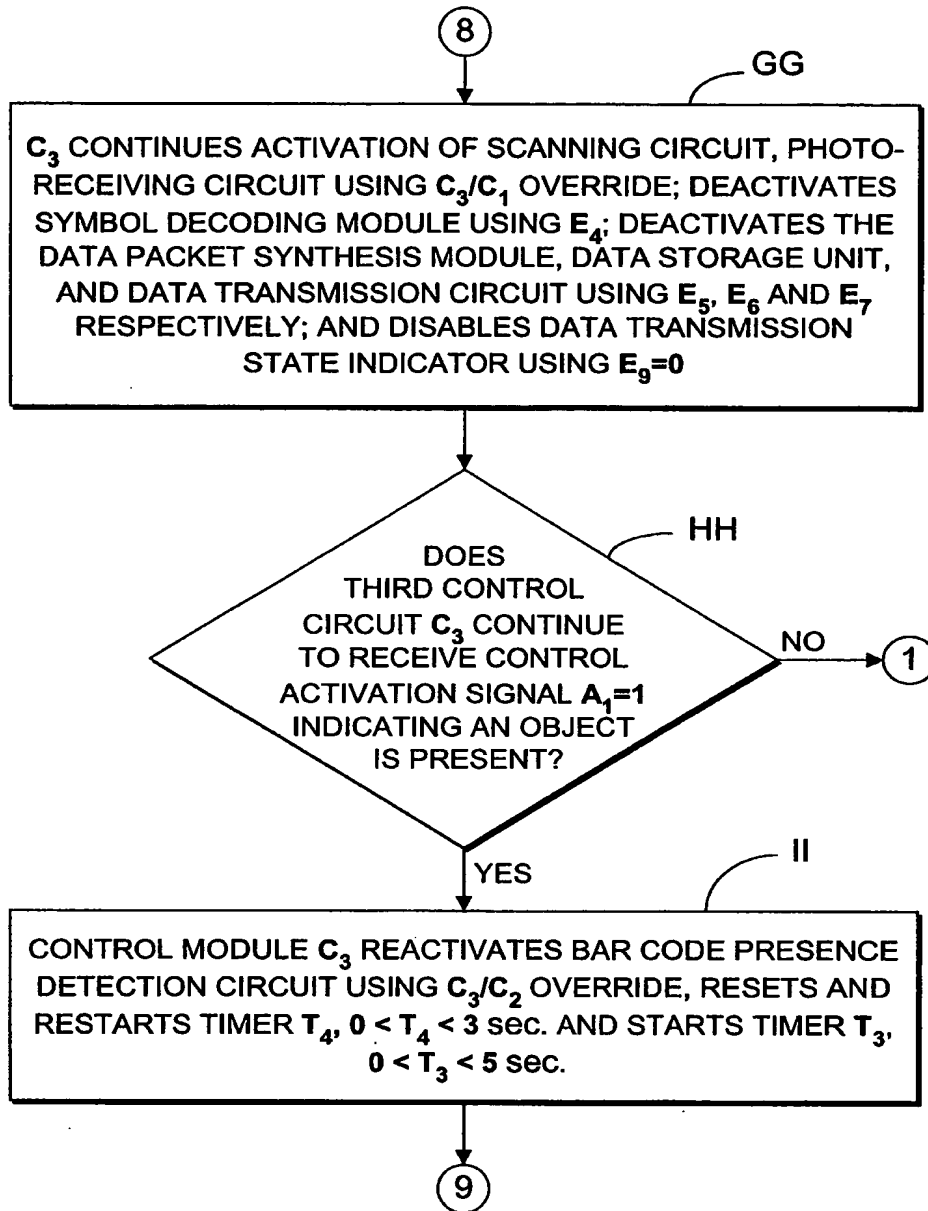 8
GG
C3 CONTINUES ACTIVATION OF SCANNING CIRCUIT, PHOTO-
RECEIVING CIRCUIT USING C3/C1 OVERRIDE; DEACTIVATES
SYMBOL DECODING MODULE USING E4; DEACTIVATES THE
DATA PACKET SYNTHESIS MODULE, DATA STORAGE UNIT,
AND DATA TRANSMISSION CIRCUIT USING E5, E6 AND E7
RESPECTIVELY; AND DISABLES DATA TRANSMISSION
STATE INDICATOR USING E9=0
HH
DOES
THIRD CONTROL
CIRCUIT C3 CONTINUE
TO RECEIVE CONTROL
ACTIVATION SIGNAL A1=1
INDICATING AN OBJECT
IS PRESENT?
NO
1
YES
II
CONTROL MODULE C3 REACTIVATES BAR CODE PRESENCE
DETECTION CIRCUIT USING C3/C2 OVERRIDE, RESETS AND
RESTARTS TIMER T4, 0 < T4 < 3 sec. AND STARTS TIMER T3,
0 < T3 < 5 sec.
9